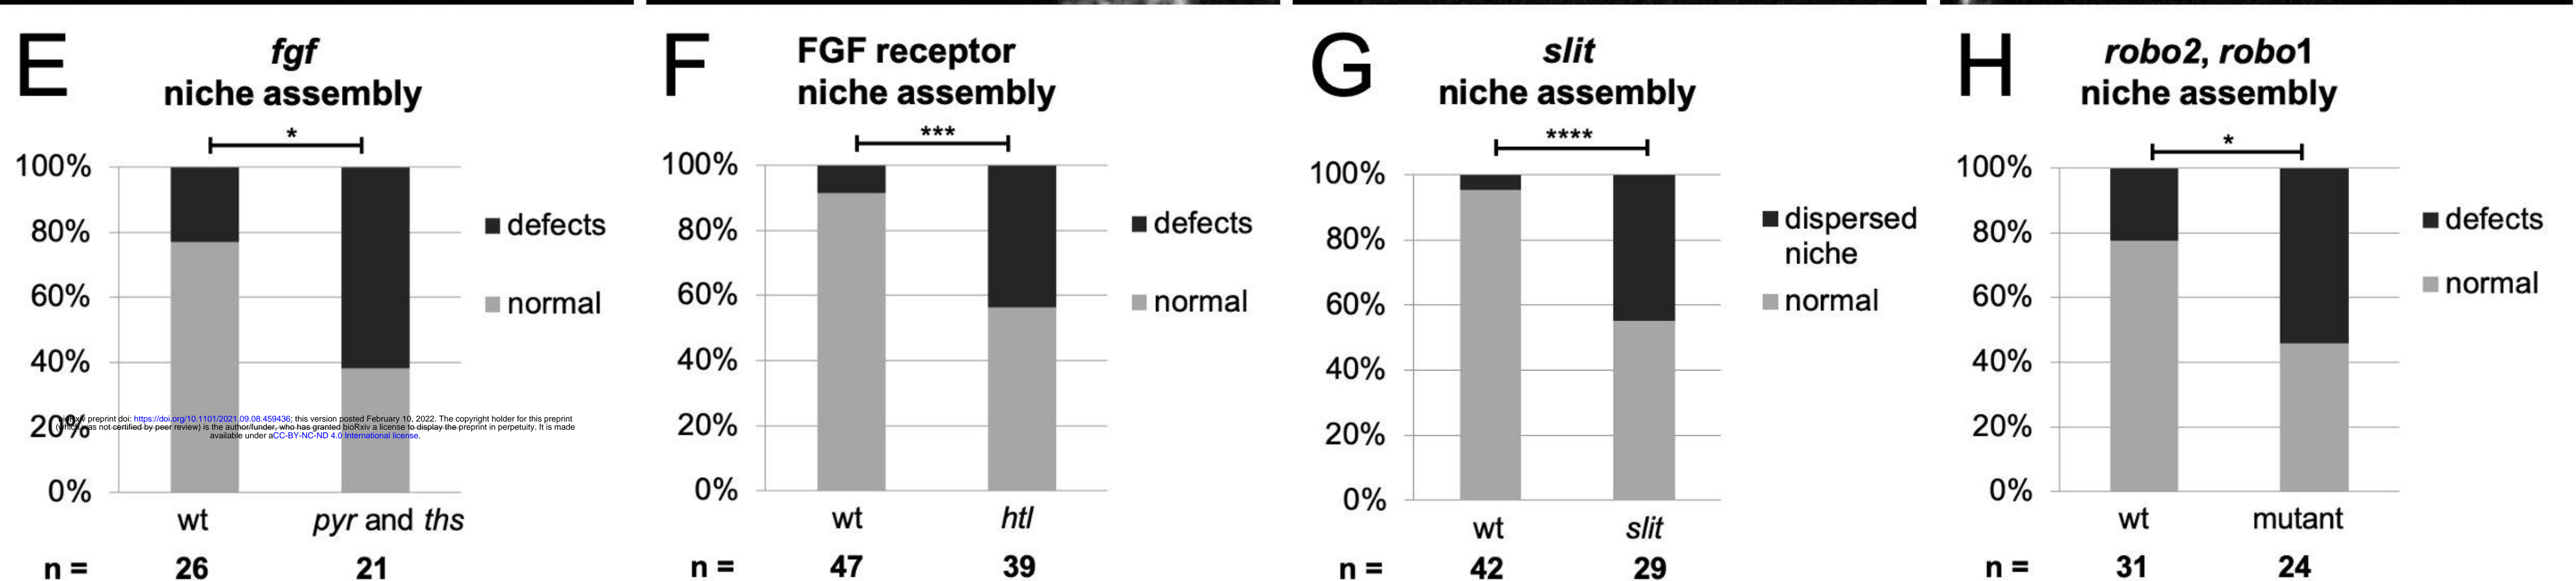 E
fgf
niche assembly
*
100%
80%
60%
40%
20%
0%
defects
normal
wt
pyr and ths
n =
26
21
bioRxiv preprint doi: https://doi.org/10.1101/2021.09.08.459436; this version posted February 10, 2022. The copyright holder for this preprint
(which was not certified by peer review) is the author/funder, who has granted bioRxiv a license to display the preprint in perpetuity. It is made
available under aCC-BY-NC-ND 4.0 International license.
F
FGF receptor
niche assembly
***
100%
80%
60%
40%
20%
0%
defects
normal
wt
htl
n =
47
39
G
slit
niche assembly
****
100%
80%
60%
40%
20%
0%
dispersed
niche
normal
wt
slit
n =
42
29
H
robo2, robo1
niche assembly
*
100%
80%
60%
40%
20%
0%
defects
normal
wt
mutant
n =
31
24